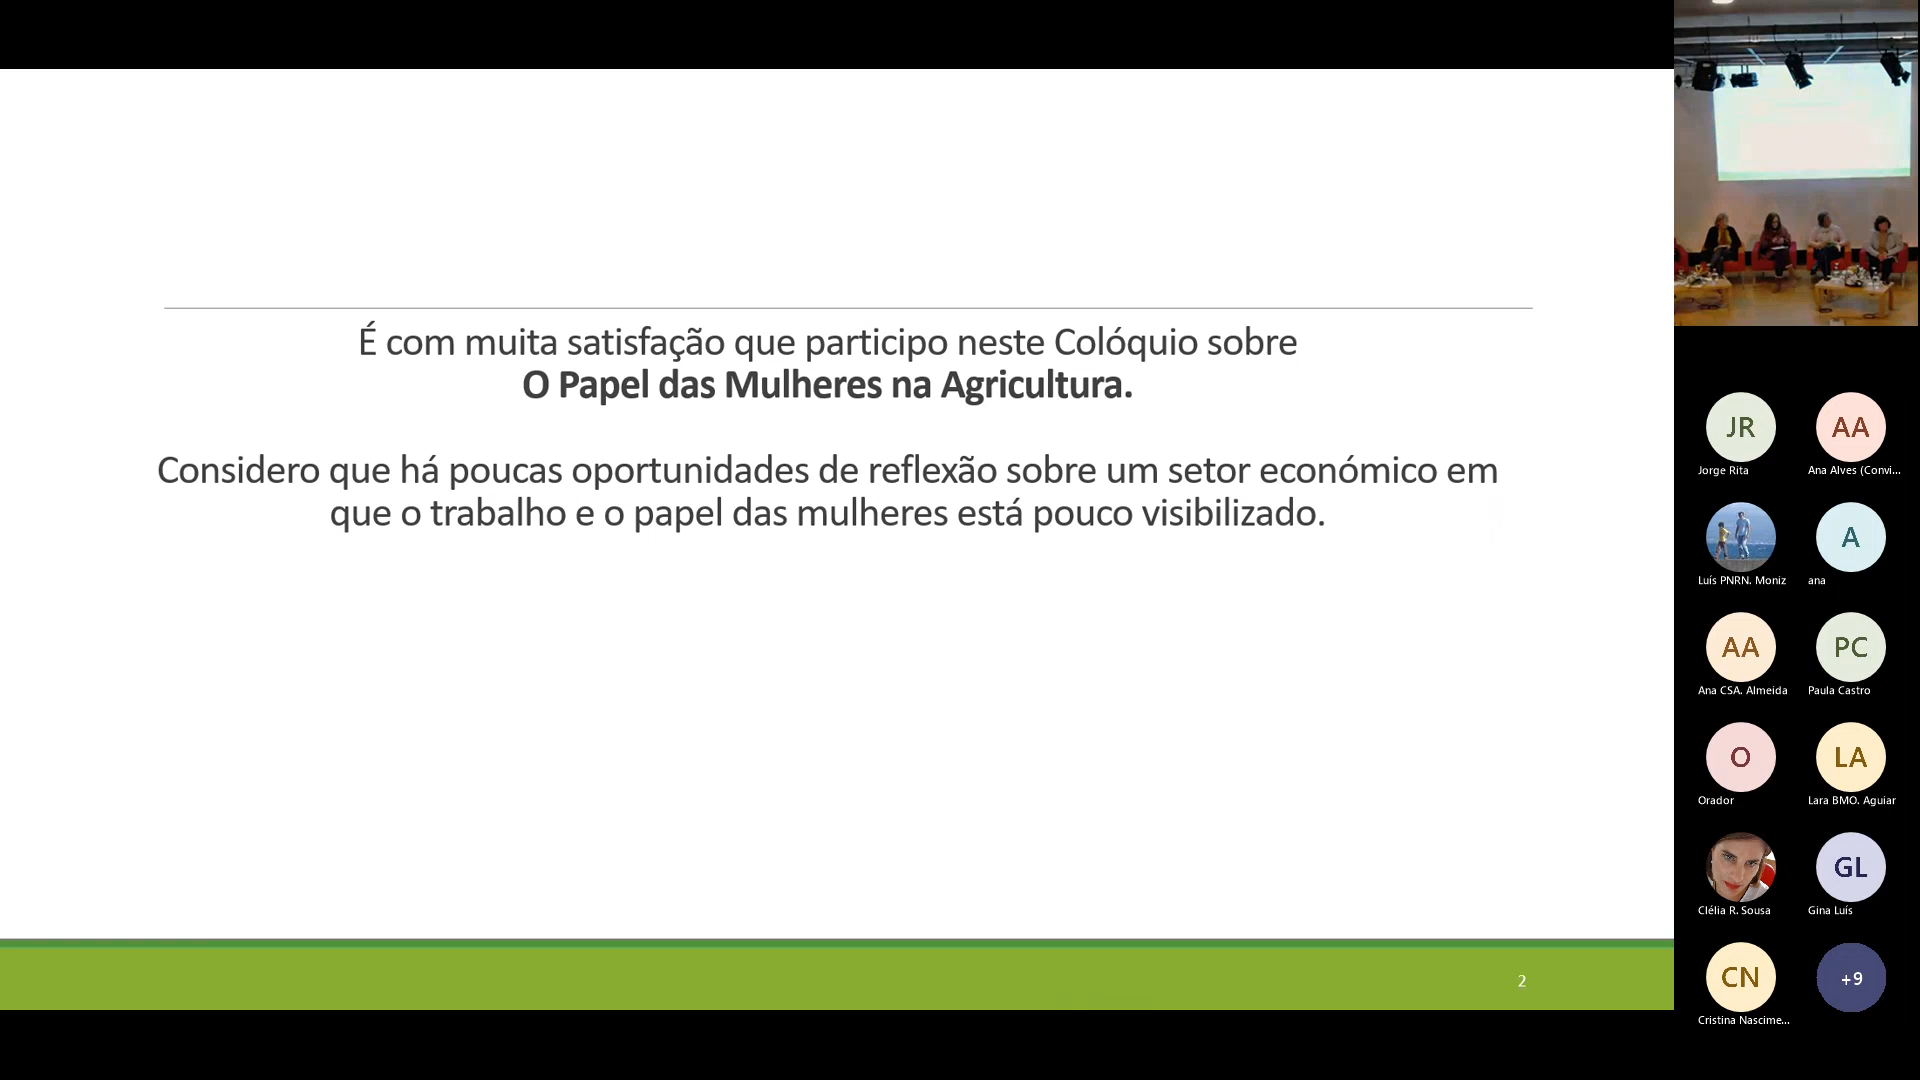 É com muita satisfação que participo neste Colóquio sobre
O Papel das Mulheres na Agricultura.
Considero que há poucas oportunidades de reflexão sobre um setor económico em
que o trabalho e o papel das mulheres está pouco visibilizado.
2
JR
AA
Jorge Rita
Ana Alves (Convi...
A
Luís PNRN. Moniz
ana
AA
PC
Ana CSA. Almeida
Paula Castro
O
LA
Orador
Lara BMO. Aguiar
GL
Clélia R. Sousa
Gina Luís
CN
+9
Cristina Nascime...